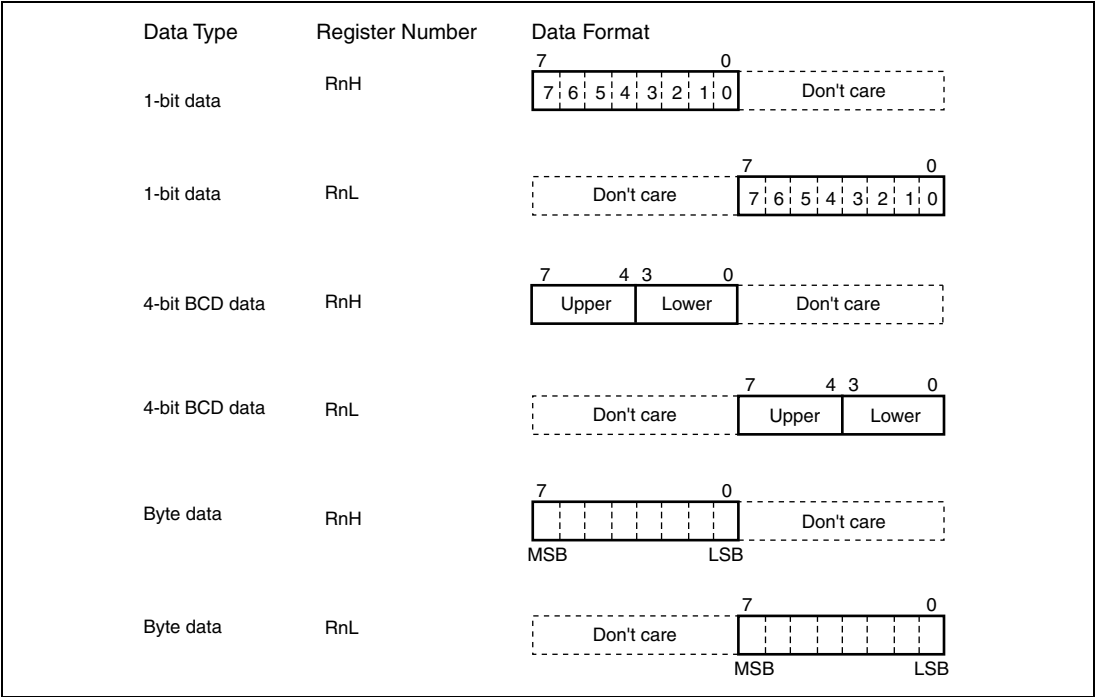 Data Type Register Number Data Format
7 0
1-bit data RnH 7 6 5 4 3 2 1 0 Don't care
7 0
1-bit data RnL Don't care 7 6 5 4 3 2 1 0
7 4 3 0
4-bit BCD data RnH Upper Lower Don't care
7 4 3 0
4-bit BCD data RnL Don't care Upper Lower
7 0
Byte data RnH Don't care
MSB LSB
7 0
Byte data RnL Don't care
MSB LSB